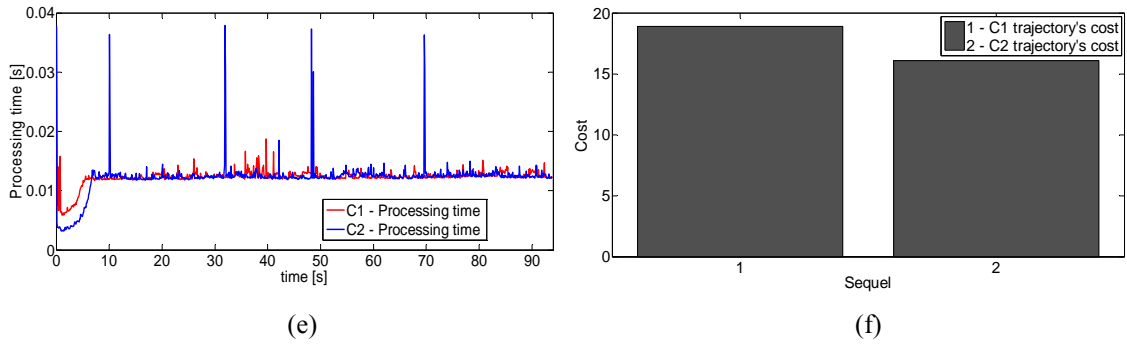 0.04
0.03
0.02
0.01
0
Processing time [s]
C1 - Processing time
C2 - Processing time
0 10 20 30 40 50 60 70 80 90
time [s]
(e)
20
15
10
5
0
Cost
1 - C1 trajectory's cost
2 - C2 trajectory's cost
1 2
Sequel
(f)